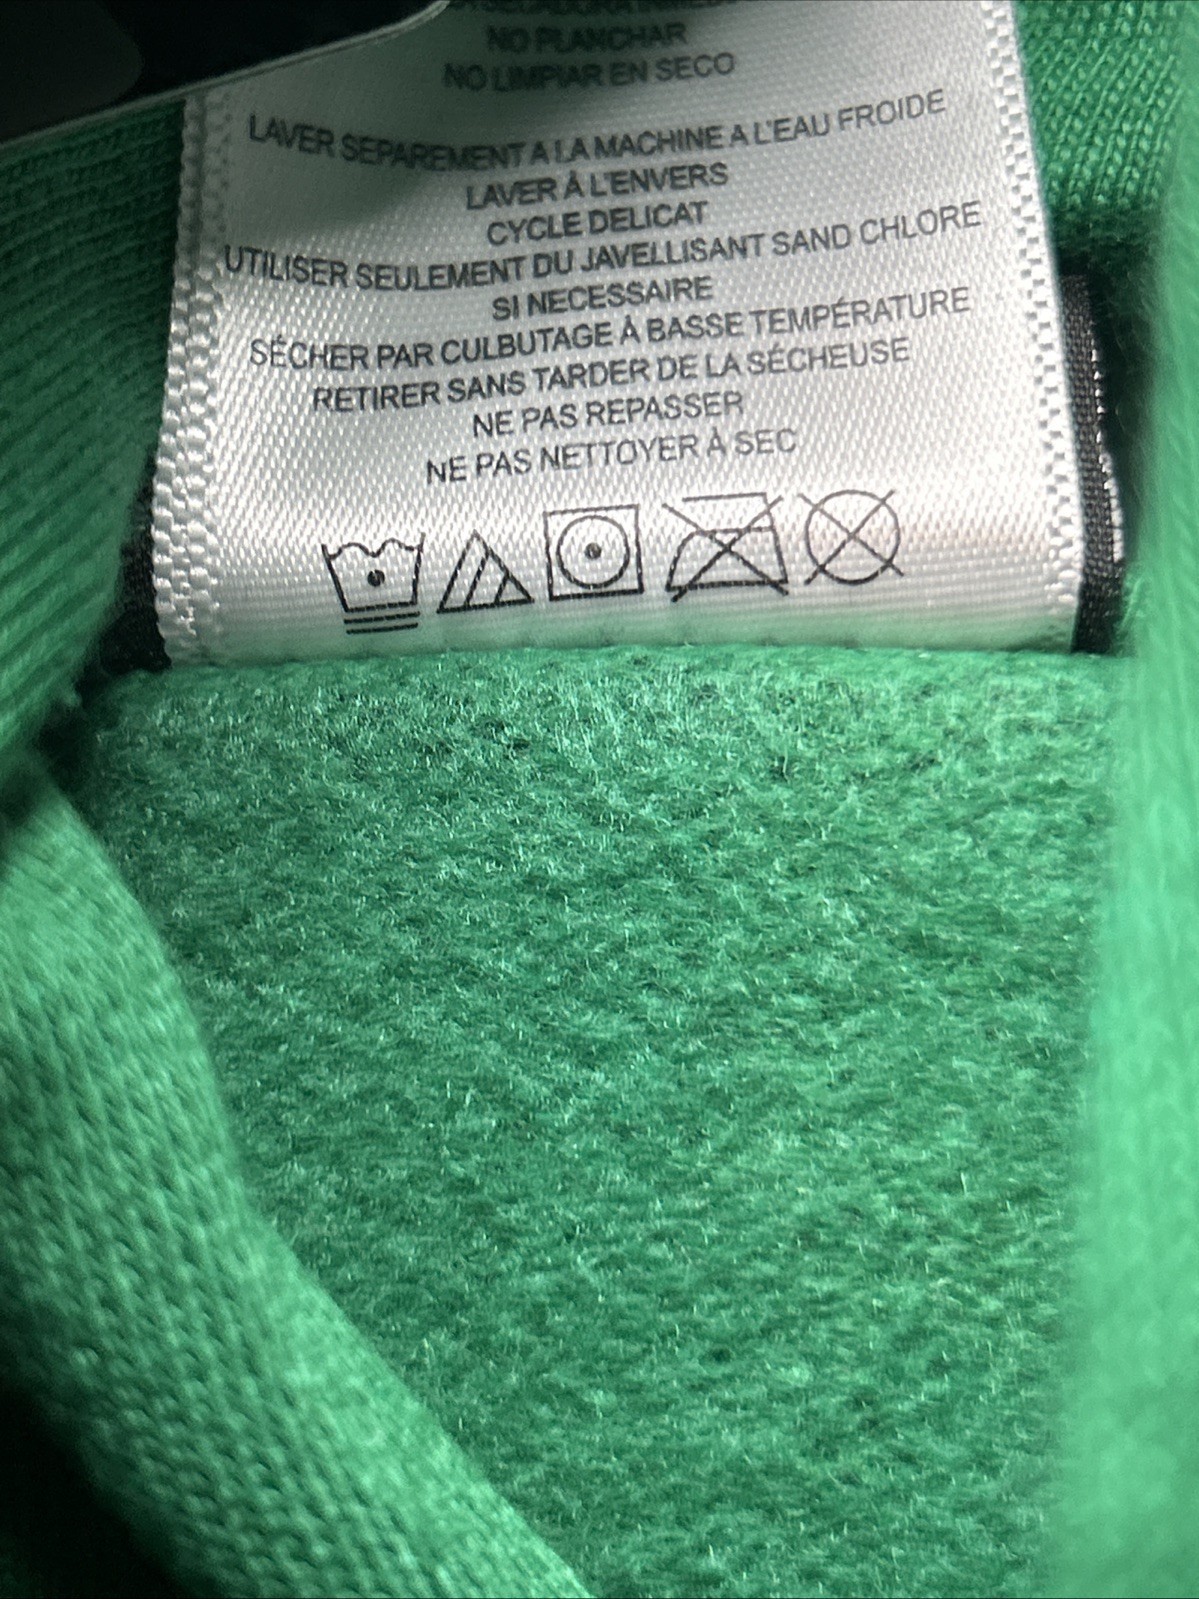 NO PLANCHAR
NO LIMPIAR EN SECO
LAVER SEPAREMENT A LA MACHINE A L'EAU FROIDE
LAVER À L'ENVERS
CYCLE DELICAT
UTILISER SEULEMENT DU JAVELLISANT SAND CHLORE
SI NECESSAIRE
SÉCHER PAR CULBUTAGE À BASSE TEMPÉRATURE
RETIRER SANS TARDER DE LA SÉCHEUSE
NE PAS REPASSER
NE PAS NETTOYER À SEC